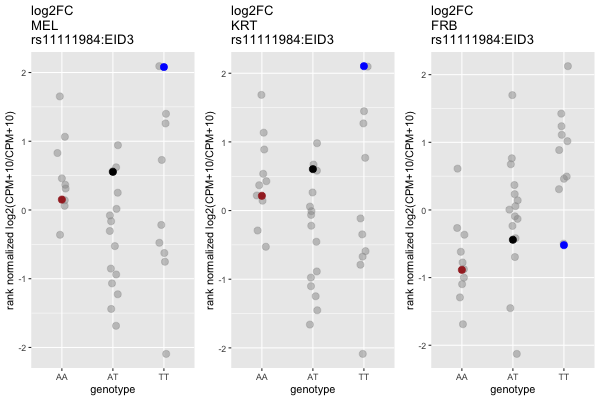 log2FC
MEL
rs11111984:EID3
rank normalized log2(CPM+10/CPM+10)
2
1
0
-1
-2
AA
AT
TT
genotype
log2FC
KRT
rs11111984:EID3
rank normalized log2(CPM+10/CPM+10)
2
1
0
-1
-2
AA
AT
TT
genotype
log2FC
FRB
rs11111984:EID3
rank normalized log2(CPM+10/CPM+10)
2
1
0
-1
-2
AA
AT
TT
genotype